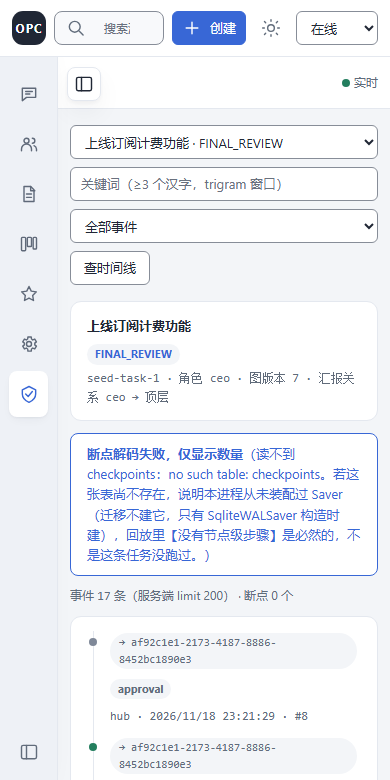 OPC
搜索
创建
在线
实时
上线订阅计费功能 · FINAL_REVIEW
关键词（≥3 个汉字，trigram 窗口）
全部事件
查时间线
上线订阅计费功能
FINAL_REVIEW
seed-task-1 · 角色 ceo · 图版本 7 · 汇报关
系 ceo → 顶层
断点解码失败，仅显示数量（读不到
checkpoints：no such table: checkpoints。若这
张表尚不存在，说明本进程从未装配过 Saver
（迁移不建它，只有 SqliteWALSaver 构造时
建），回放里【没有节点级步骤】是必然的，不
是这条任务没跑过。）
事件 17 条（服务端 limit 200） · 断点 0 个
→ af92c1e1-2173-4187-8886-
8452bc1890e3
approval
hub · 2026/11/18 23:21:29 · #8
→ af92c1e1-2173-4187-8886-
8452bc1890e3